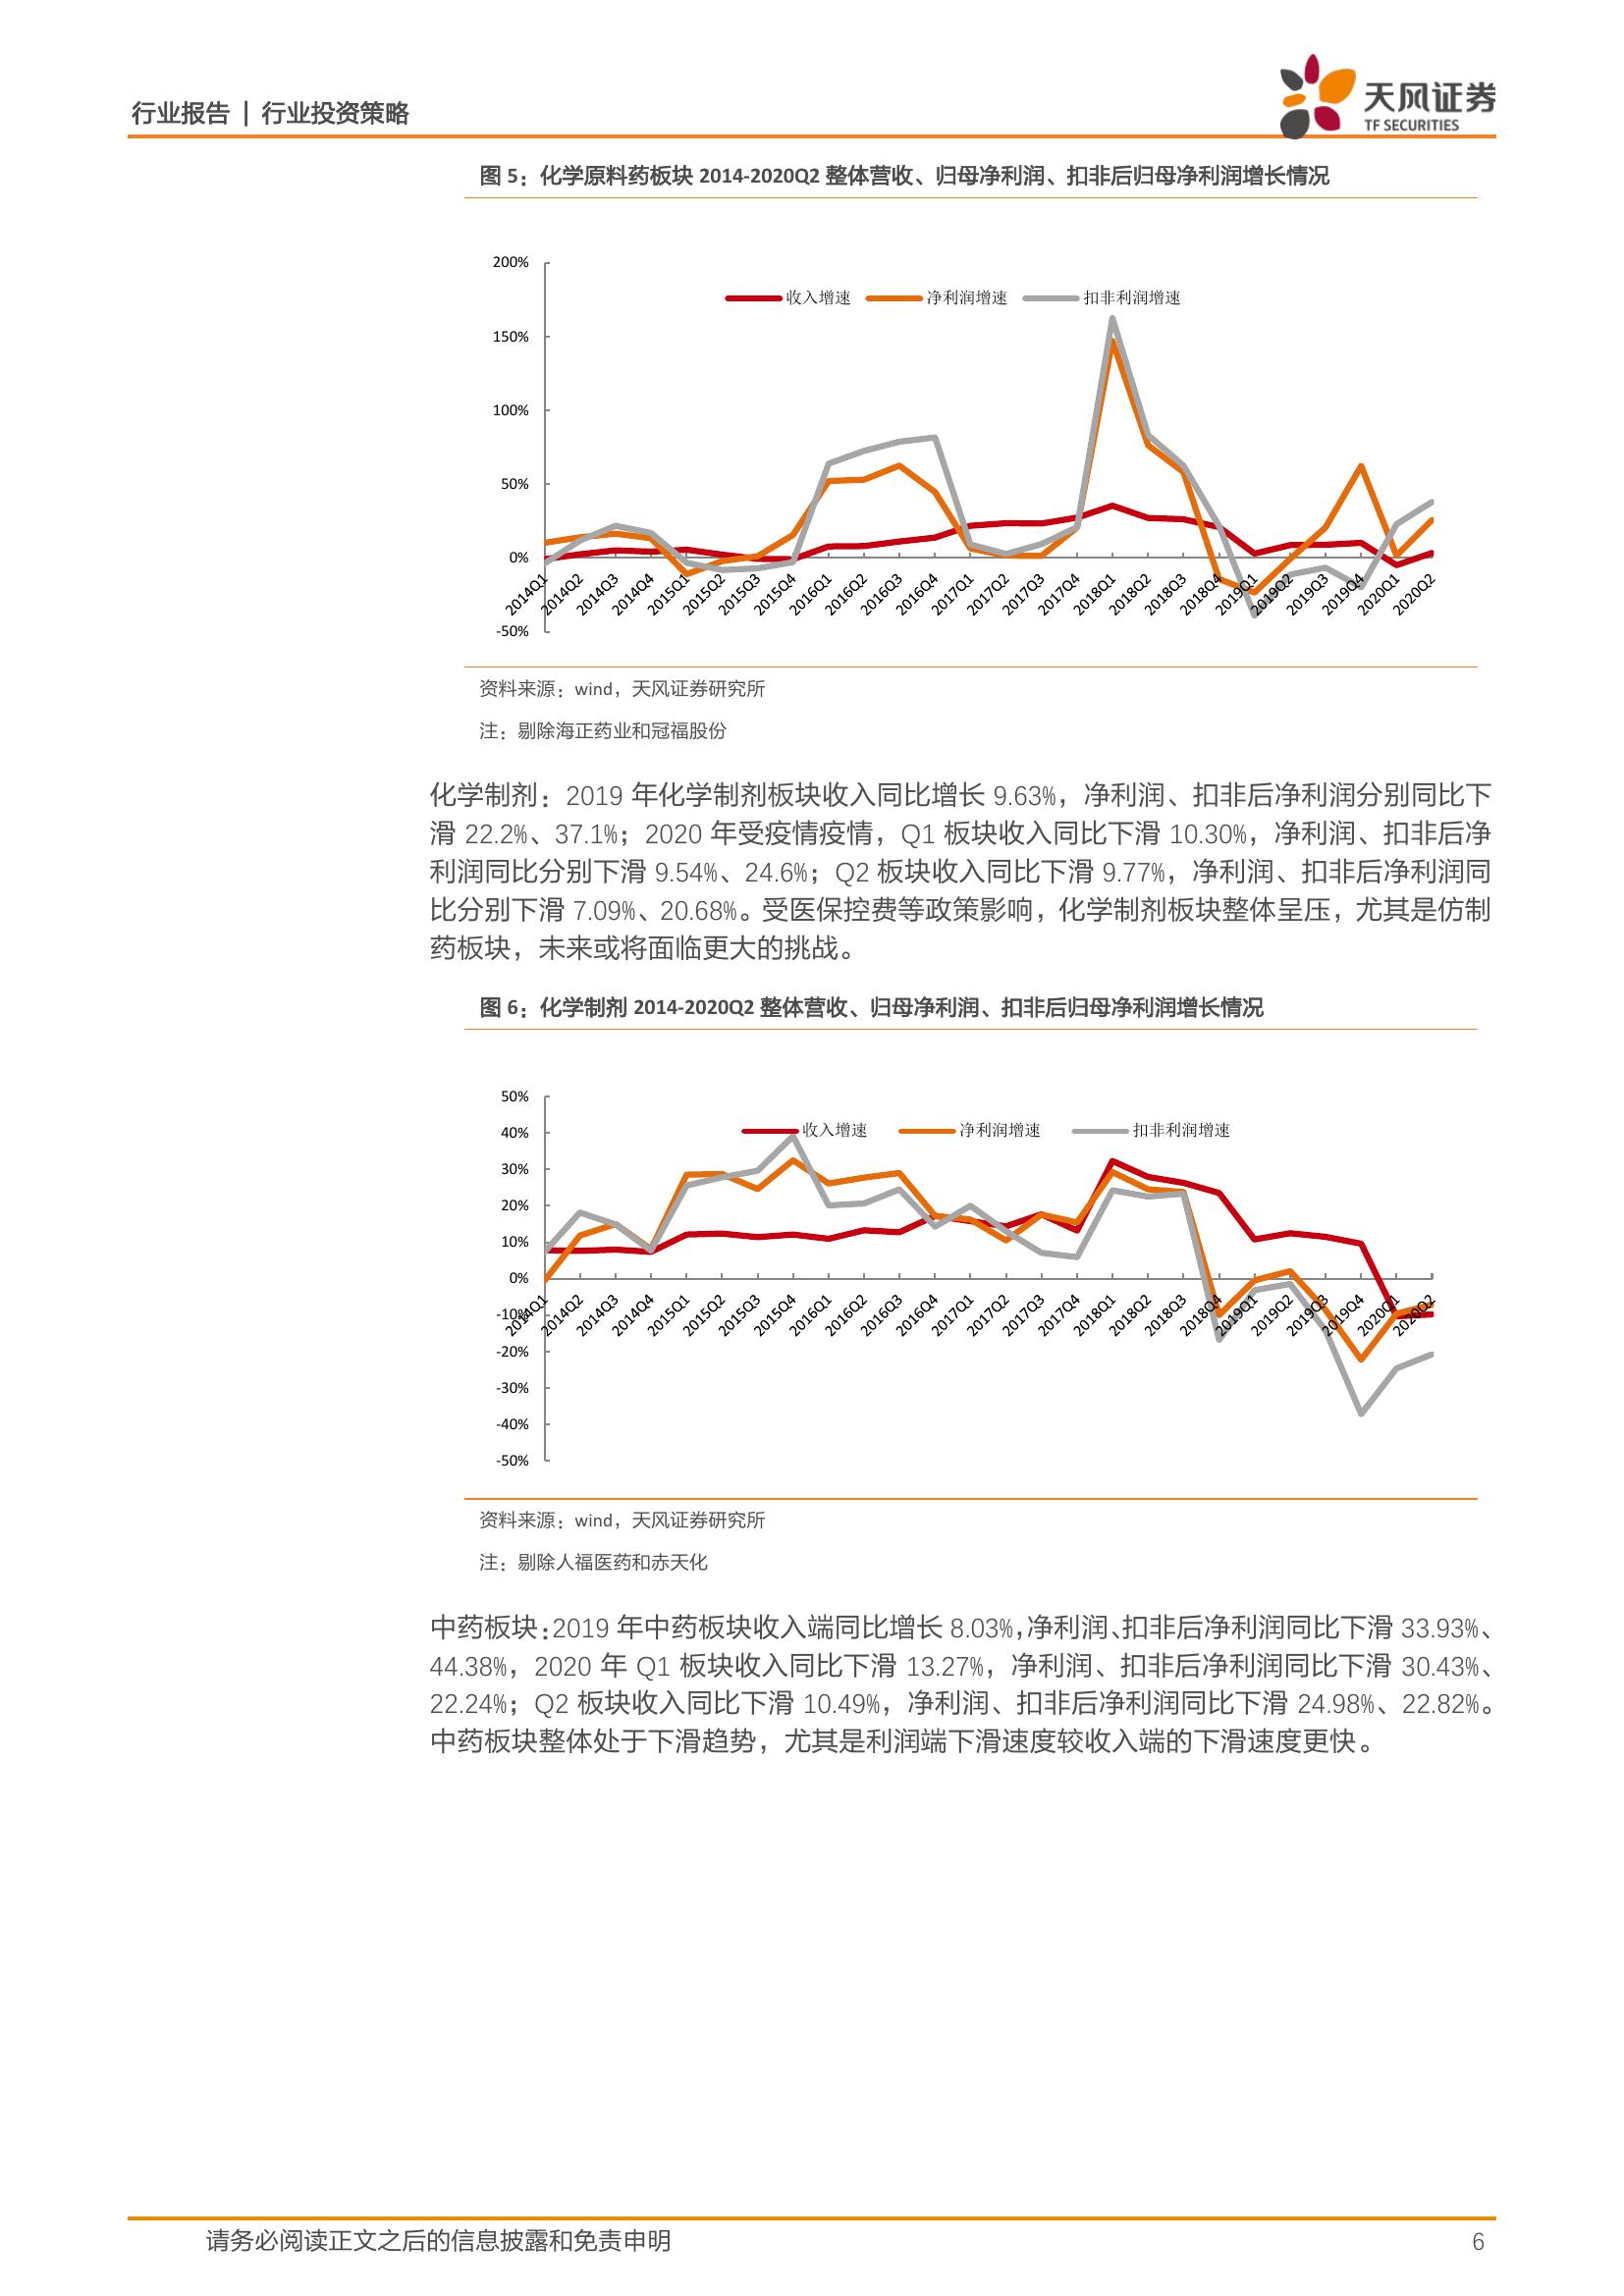 行业报告 | 行业投资策略
天风证券
TF SECURITIES
图 5：化学原料药板块 2014-2020Q2 整体营收、归母净利润、扣非后归母净利润增长情况
200%
收入增速 净利润增速 扣非利润增速
150%
100%
50%
0%
-50%
2014Q1 2014Q2 2014Q3 2014Q4 2015Q1 2015Q2 2015Q3 2015Q4 2016Q1 2016Q2 2016Q3 2016Q4 2017Q1 2017Q2 2017Q3 2017Q4 2018Q1 2018Q2 2018Q3 2018Q4 2019Q1 2019Q2 2019Q3 2019Q4 2020Q1 2020Q2
资料来源：wind，天风证券研究所
注：剔除海正药业和冠福股份
化学制剂：2019 年化学制剂板块收入同比增长 9.63%，净利润、扣非后净利润分别同比下
滑 22.2%、37.1%；2020 年受疫情疫情，Q1 板块收入同比下滑 10.30%，净利润、扣非后净
利润同比分别下滑 9.54%、24.6%；Q2 板块收入同比下滑 9.77%，净利润、扣非后净利润同
比分别下滑 7.09%、20.68%。受医保控费等政策影响，化学制剂板块整体呈压，尤其是仿制
药板块，未来或将面临更大的挑战。
图 6：化学制剂 2014-2020Q2 整体营收、归母净利润、扣非后归母净利润增长情况
50%
40%
收入增速 净利润增速 扣非利润增速
30%
20%
10%
0%
-10%
-20%
-30%
-40%
-50%
2014Q1 2014Q2 2014Q3 2014Q4 2015Q1 2015Q2 2015Q3 2015Q4 2016Q1 2016Q2 2016Q3 2016Q4 2017Q1 2017Q2 2017Q3 2017Q4 2018Q1 2018Q2 2018Q3 2018Q4 2019Q1 2019Q2 2019Q3 2019Q4 2020Q1 2020Q2
资料来源：wind，天风证券研究所
注：剔除人福医药和赤天化
中药板块：2019 年中药板块收入端同比增长 8.03%，净利润、扣非后净利润同比下滑 33.93%、
44.38%，2020 年 Q1 板块收入同比下滑 13.27%，净利润、扣非后净利润同比下滑 30.43%、
22.24%；Q2 板块收入同比下滑 10.49%，净利润、扣非后净利润同比下滑 24.98%、22.82%。
中药板块整体处于下滑趋势，尤其是利润端下滑速度较收入端的下滑速度更快。
请务必阅读正文之后的信息披露和免责申明 6